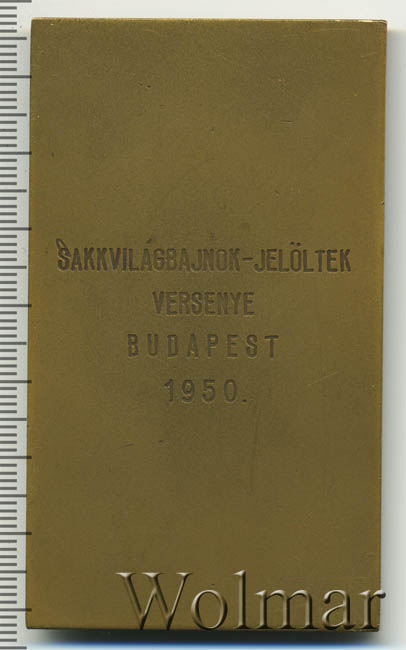 SAKKVILÁGBAJNOK-JELÖLTEK
VERSENYE
BUDAPEST
1950.
Wolmar